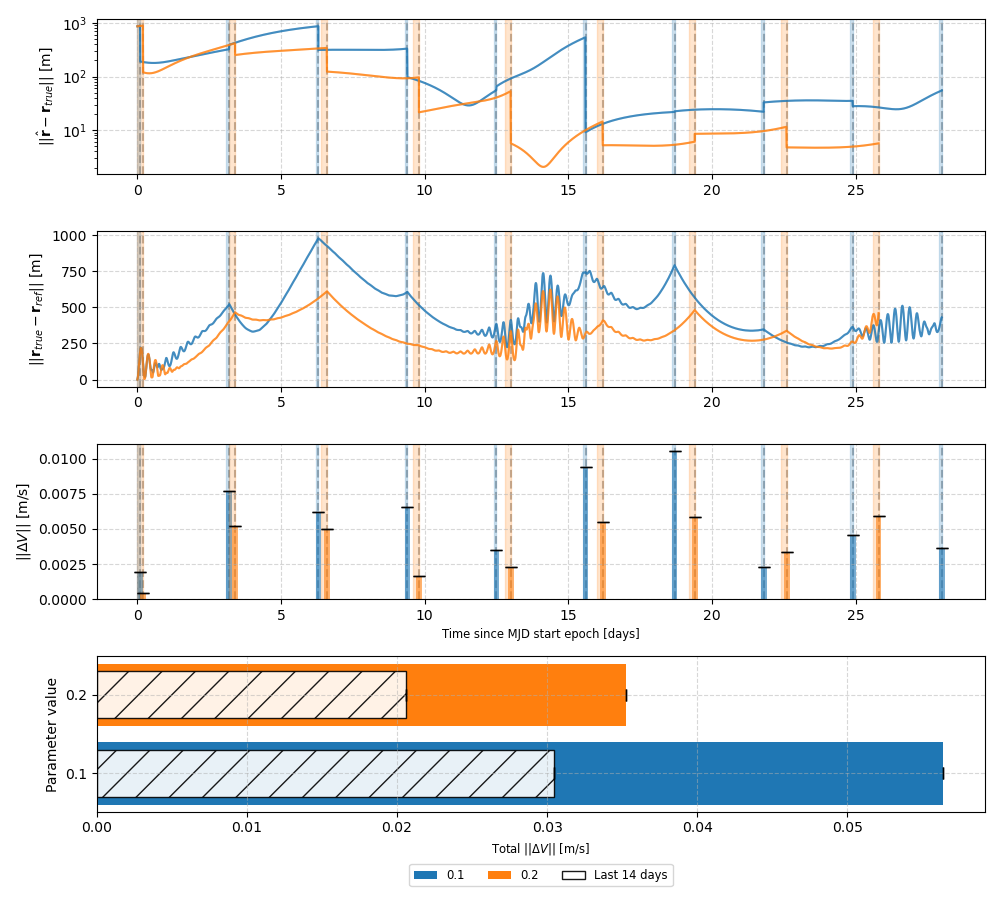 ||r̂ − r_true|| [m]
10³
10²
10¹
0 5 10 15 20 25
||r_true − r_ref|| [m]
1000
750
500
250
0
0 5 10 15 20 25
||ΔV|| [m/s]
0.0100
0.0075
0.0050
0.0025
0.0000
0 5 10 15 20 25
Time since MJD start epoch [days]
Parameter value
0.2
0.1
0.00 0.01 0.02 0.03 0.04 0.05
Total ||ΔV|| [m/s]
0.1 0.2 Last 14 days